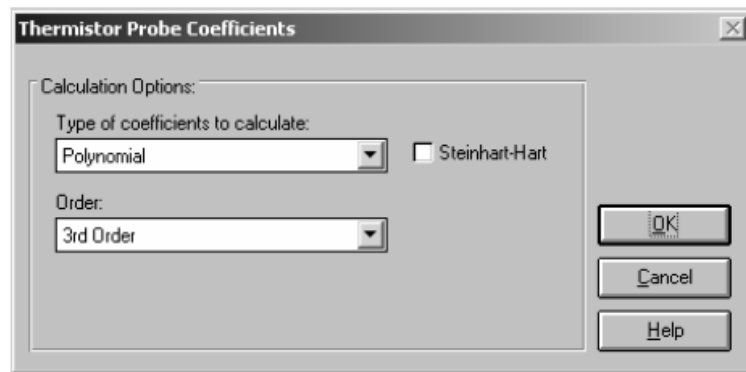 Thermistor Probe Coefficients
Calculation Options:
Type of coefficients to calculate:
Polynomial
Steinhart-Hart
Order:
3rd Order
OK
Cancel
Help